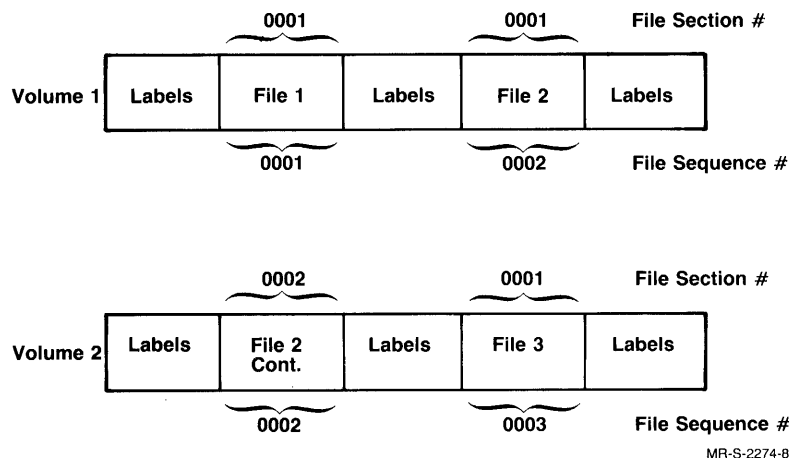 0001 0001 File Section #
Volume 1 Labels File 1 Labels File 2 Labels
0001 0002 File Sequence #
0002 0001 File Section #
Volume 2 Labels File 2 Cont. Labels File 3 Labels
0002 0003 File Sequence #
MR-S-2274-8